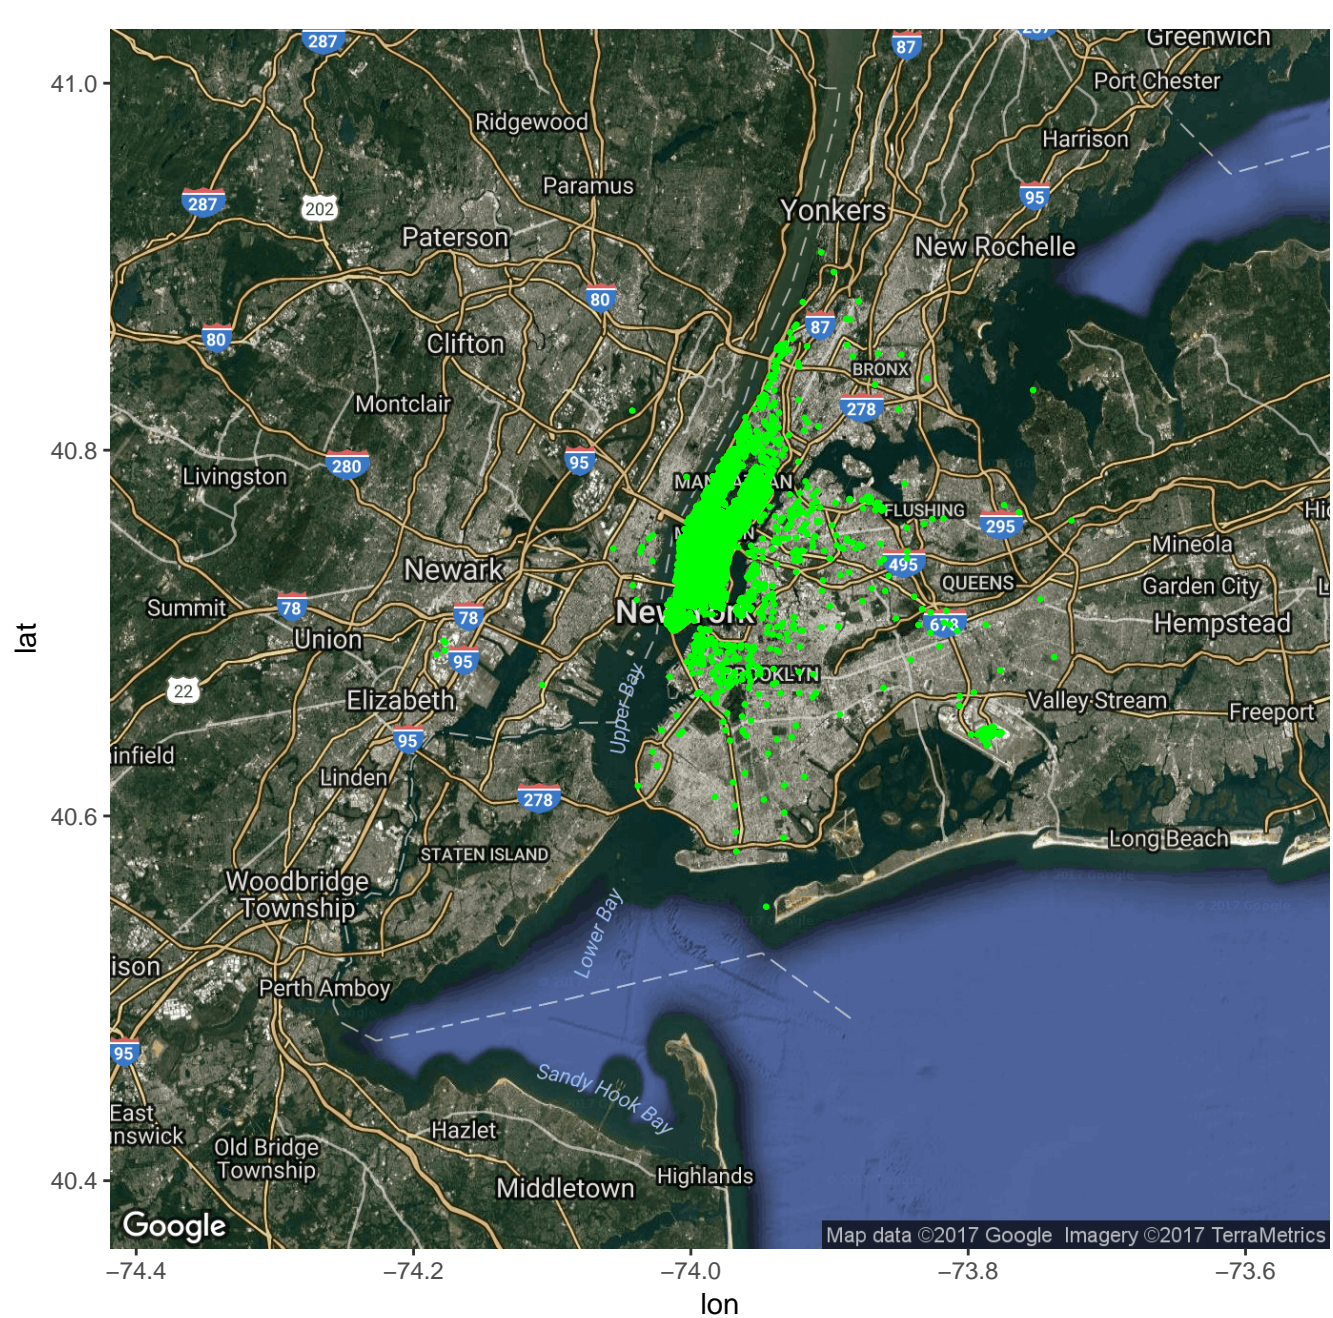 287
87
287
Greenwich
41.0
Port Chester
Ridgewood
Harrison
Paramus
287
202
95
Yonkers
Paterson
New Rochelle
80
87
80
Clifton
BRONX
Montclair
278
40.8
95
280
Livingston
MANHATTAN
FLUSHING
295
Mineola
495
Newark
QUEENS
Garden City
Summit
78
78
New York
678
Hempstead
Union
lat
95
BROOKLYN
22
Elizabeth
Valley Stream
Upper Bay
Freeport
95
ainfield
Linden
278
40.6
Long Beach
STATEN ISLAND
Woodbridge
Township
Lower Bay
ison
Perth Amboy
95
Sandy Hook Bay
East
unswick
Hazlet
Old Bridge
Township
Highlands
40.4
Middletown
Google
Map data ©2017 Google Imagery ©2017 TerraMetrics
−74.4
−74.2
−74.0
−73.8
−73.6
lon